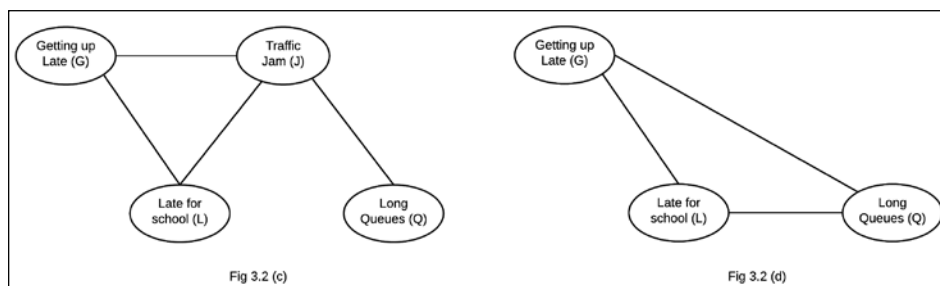 Getting up
Late (G)
Traffic
Jam (J)
Late for
school (L)
Long
Queues (Q)
Fig 3.2 (c)
Getting up
Late (G)
Late for
school (L)
Long
Queues (Q)
Fig 3.2 (d)